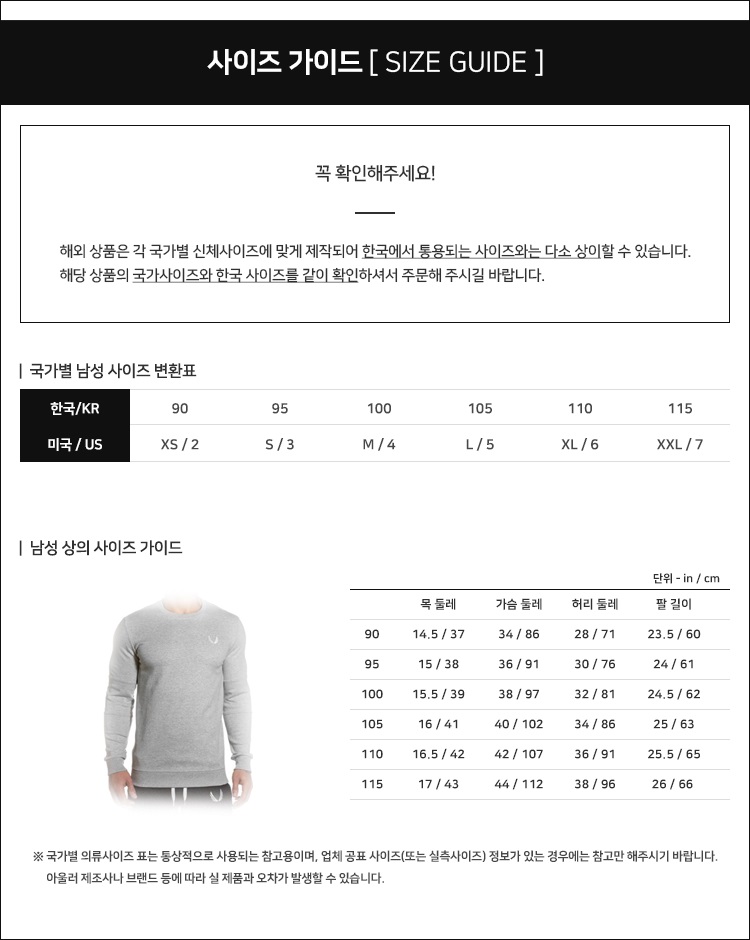 사이즈 가이드 [ SIZE GUIDE ]
꼭 확인해주세요!
해외 상품은 각 국가별 신체사이즈에 맞게 제작되어 한국에서 통용되는 사이즈와는 다소 상이할 수 있습니다.
해당 상품의 국가사이즈와 한국 사이즈를 같이 확인하셔서 주문해 주시길 바랍니다.
| 국가별 남성 사이즈 변환표
한국/KR 90 95 100 105 110 115
미국 / US XS / 2 S / 3 M / 4 L / 5 XL / 6 XXL / 7
| 남성 상의 사이즈 가이드
단위 - in / cm
목 둘레 가슴 둘레 허리 둘레 팔 길이
90 14.5 / 37 34 / 86 28 / 71 23.5 / 60
95 15 / 38 36 / 91 30 / 76 24 / 61
100 15.5 / 39 38 / 97 32 / 81 24.5 / 62
105 16 / 41 40 / 102 34 / 86 25 / 63
110 16.5 / 42 42 / 107 36 / 91 25.5 / 65
115 17 / 43 44 / 112 38 / 96 26 / 66
※ 국가별 의류사이즈 표는 통상적으로 사용되는 참고용이며, 업체 공표 사이즈(또는 실측사이즈) 정보가 있는 경우에는 참고만 해주시기 바랍니다.
아울러 제조사나 브랜드 등에 따라 실 제품과 오차가 발생할 수 있습니다.